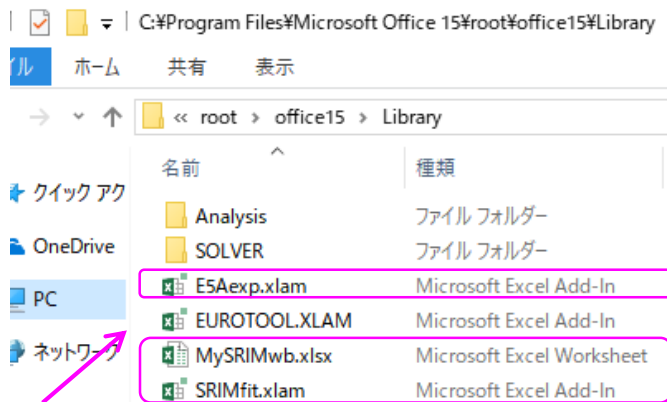 C:¥Program Files¥Microsoft Office 15¥root¥office15¥Library
イル ホーム 共有 表示
« root › office15 › Library
名前 種類
クイック アク
Analysis ファイル フォルダー
OneDrive SOLVER ファイル フォルダー
E5Aexp.xlam Microsoft Excel Add-In
PC
EUROTOOL.XLAM Microsoft Excel Add-In
ネットワーク MySRIMwb.xlsx Microsoft Excel Worksheet
SRIMfit.xlam Microsoft Excel Add-In